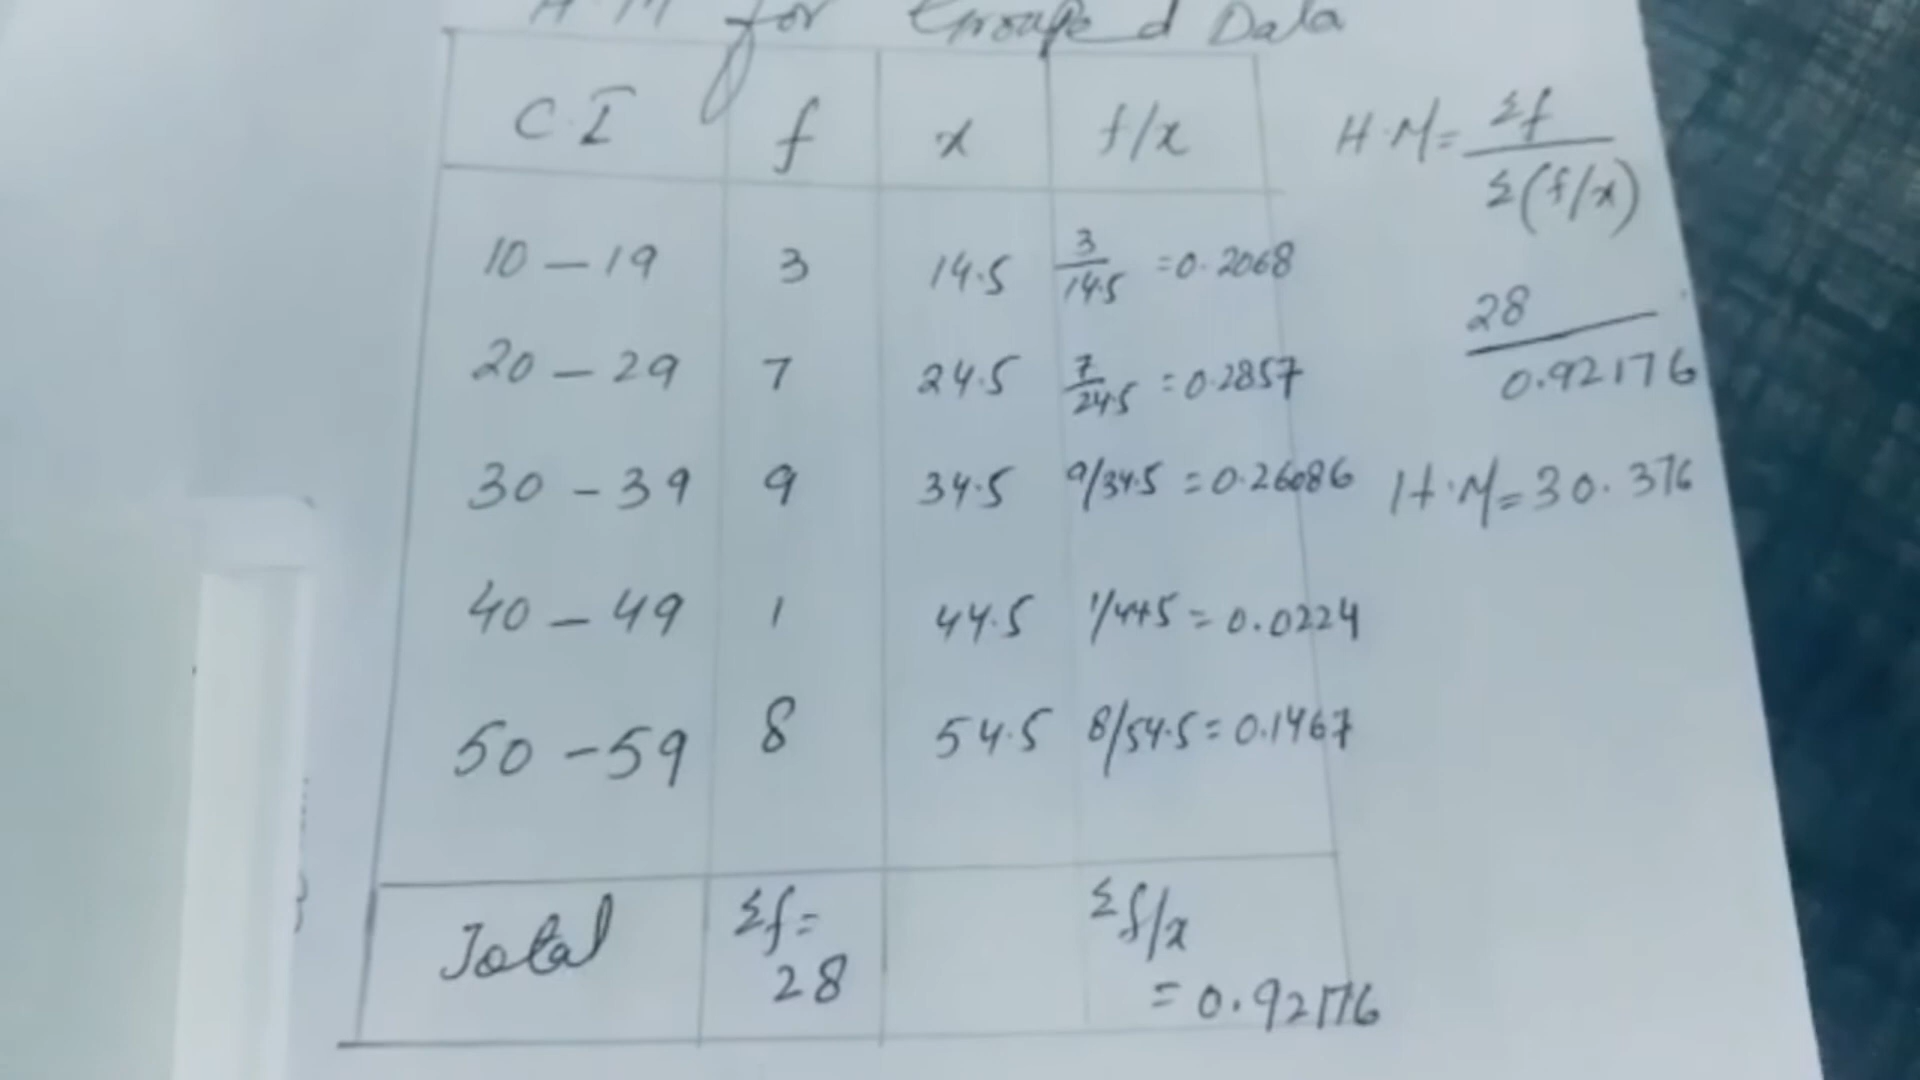 H.M for Grouped Data
C.I f x f/x
10 – 19 3 14.5 3/14.5 = 0.2068
20 – 29 7 24.5 7/24.5 = 0.2857
30 – 39 9 34.5 9/34.5 = 0.26086
40 – 49 1 44.5 1/44.5 = 0.0224
50 – 59 8 54.5 8/54.5 = 0.1467
Total Σf = 28 Σf/x = 0.92176
H.M = Σf / Σ(f/x)
28 / 0.92176
H.M = 30.376